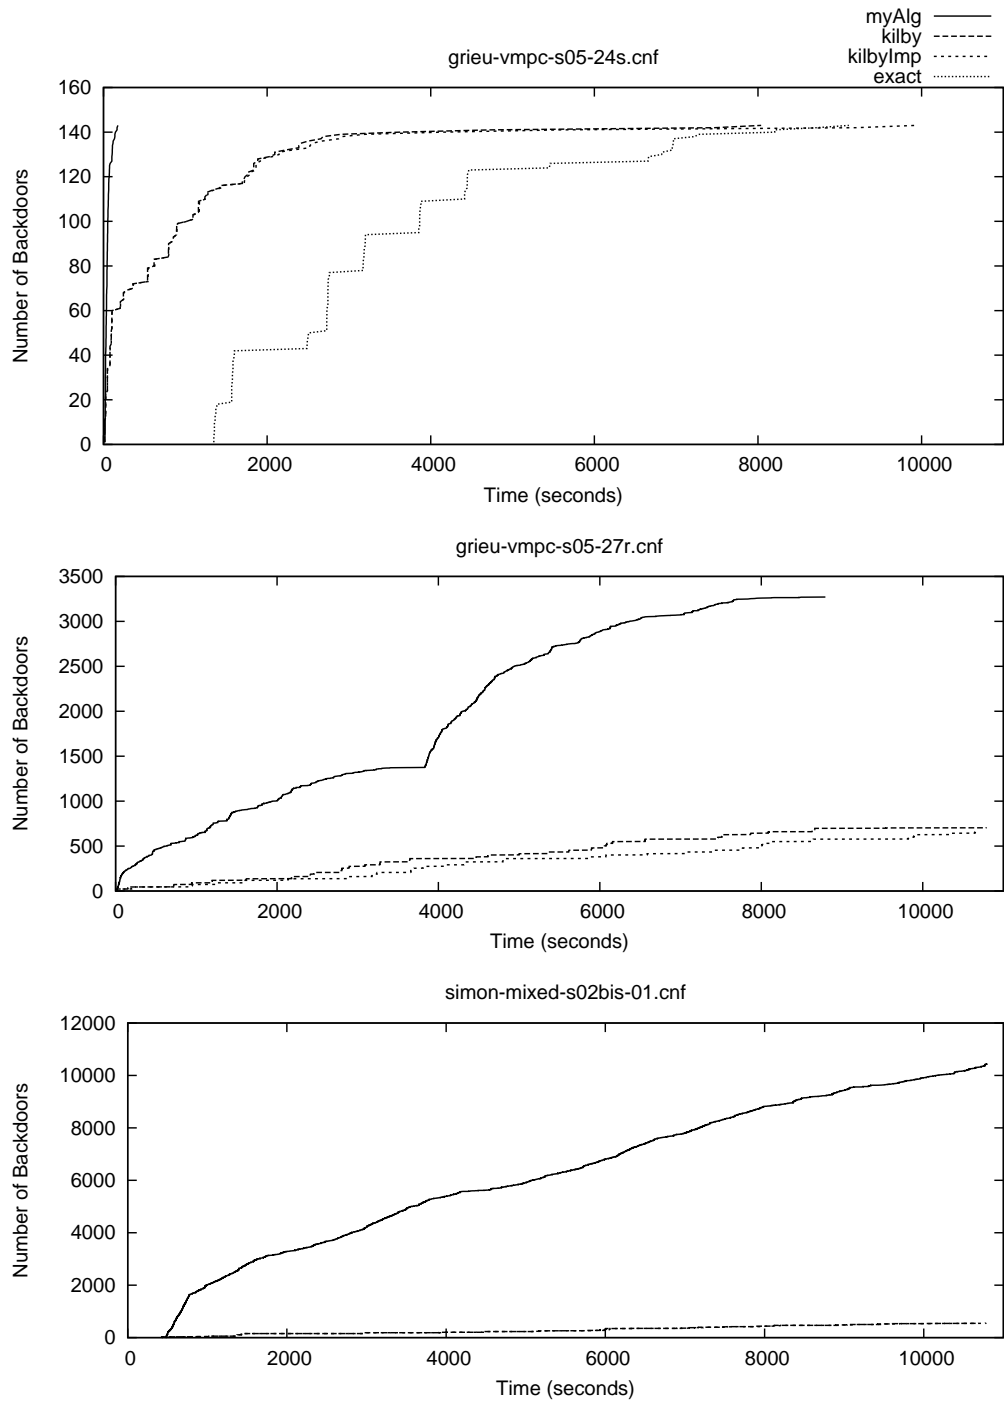 myAlg
kilby
kilbyImp
exact
grieu-vmpc-s05-24s.cnf
160
140
120
100
80
60
40
20
0
Number of Backdoors
0 2000 4000 6000 8000 10000
Time (seconds)
grieu-vmpc-s05-27r.cnf
3500
3000
2500
2000
1500
1000
500
0
Number of Backdoors
0 2000 4000 6000 8000 10000
Time (seconds)
simon-mixed-s02bis-01.cnf
12000
10000
8000
6000
4000
2000
0
Number of Backdoors
0 2000 4000 6000 8000 10000
Time (seconds)